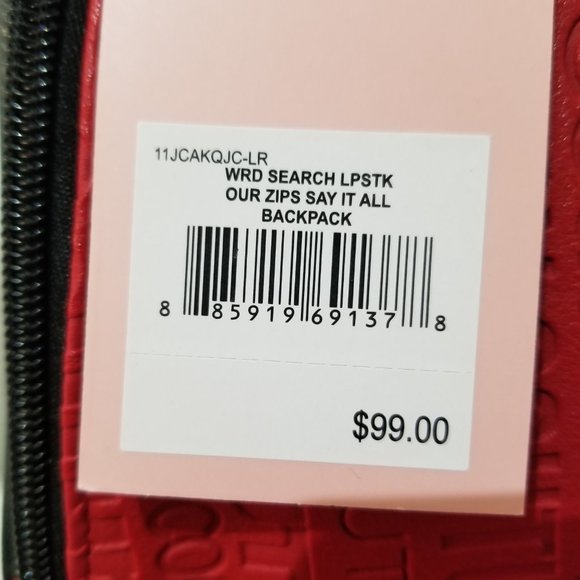 11JCAKQJC-LR
WRD SEARCH LPSTK
OUR ZIPS SAY IT ALL
BACKPACK
8 85919 69137 8
$99.00